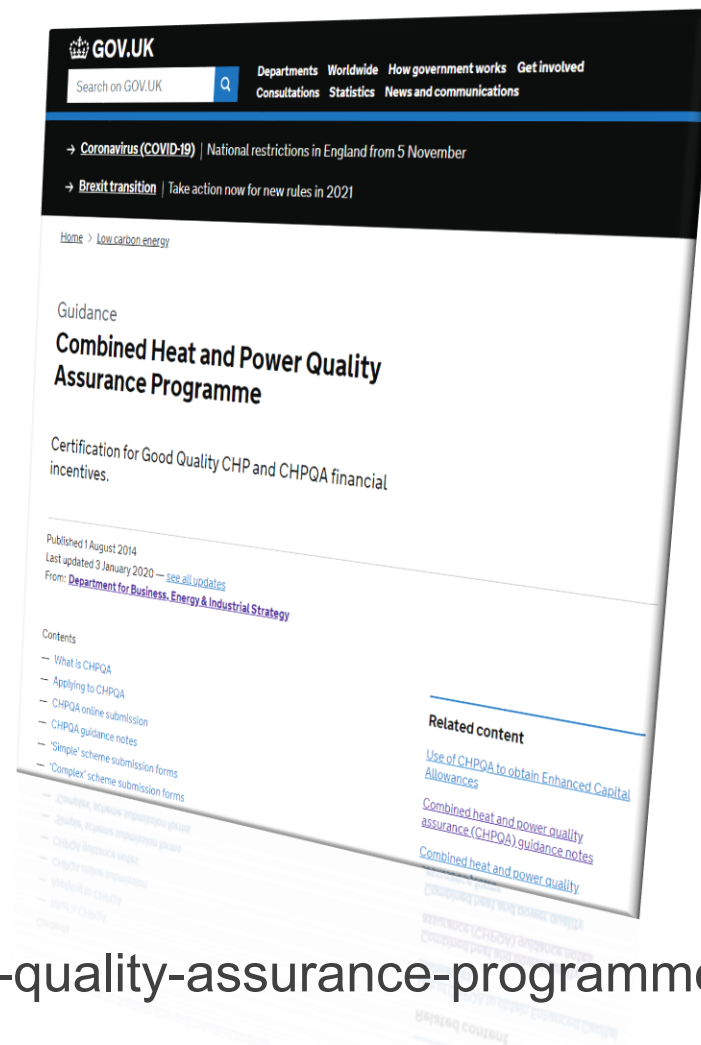 GOV.UK
Search on GOV.UK
Departments Worldwide How government works Get involved
Consultations Statistics News and communications
→ Coronavirus (COVID-19) | National restrictions in England from 5 November
→ Brexit transition | Take action now for new rules in 2021
Home > Low carbon energy
Guidance
Combined Heat and Power Quality
Assurance Programme
Certification for Good Quality CHP and CHPQA financial
incentives.
Published 1 August 2014
Last updated 3 January 2020 — see all updates
From: Department for Business, Energy & Industrial Strategy
Contents
— What is CHPQA
— Applying to CHPQA
— CHPQA online submission
— CHPQA guidance notes
— 'Simple' scheme submission forms
— 'Complex' scheme submission forms
Related content
Use of CHPQA to obtain Enhanced Capital
Allowances
Combined heat and power quality
assurance (CHPQA) guidance notes
Combined heat and power quality
-quality-assurance-programme